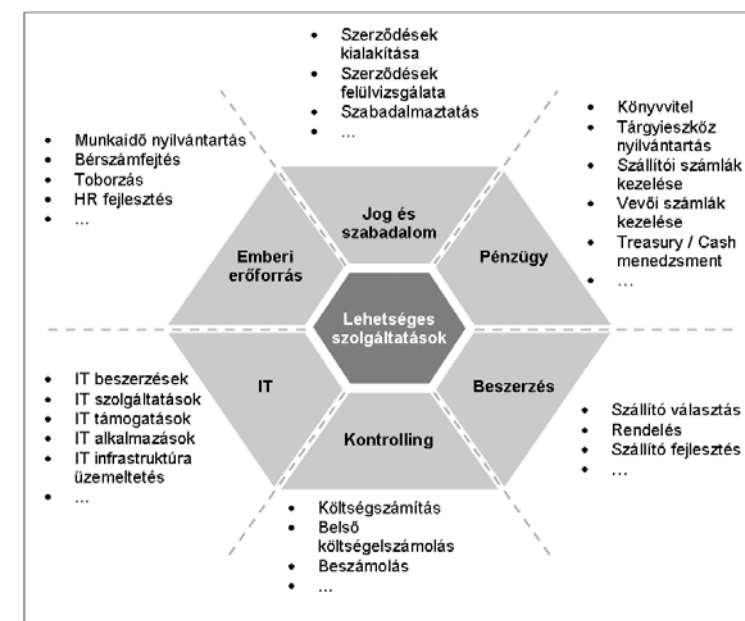 • Szerződések
kialakítása
• Szerződések
felülvizsgálata
• Szabadalmaztatás
• ...
• Könyvvitel
• Tárgyieszköz
nyilvántartás
• Szállítói számlák
kezelése
• Vevői számlák
kezelése
• Treasury / Cash
menedzsment
• ...
• Munkaidő nyilvántartás
• Bérszámfejtés
• Toborzás
• HR fejlesztés
• ...
Jog és
szabadalom
Emberi
erőforrás
Pénzügy
Lehetséges
szolgáltatások
IT
Beszerzés
Kontrolling
• IT beszerzések
• IT szolgáltatások
• IT támogatások
• IT alkalmazások
• IT infrastruktúra
üzemeltetés
• ...
• Szállító választás
• Rendelés
• Szállító fejlesztés
• ...
• Költségszámítás
• Belső
költségelszámolás
• Beszámolás
• ...